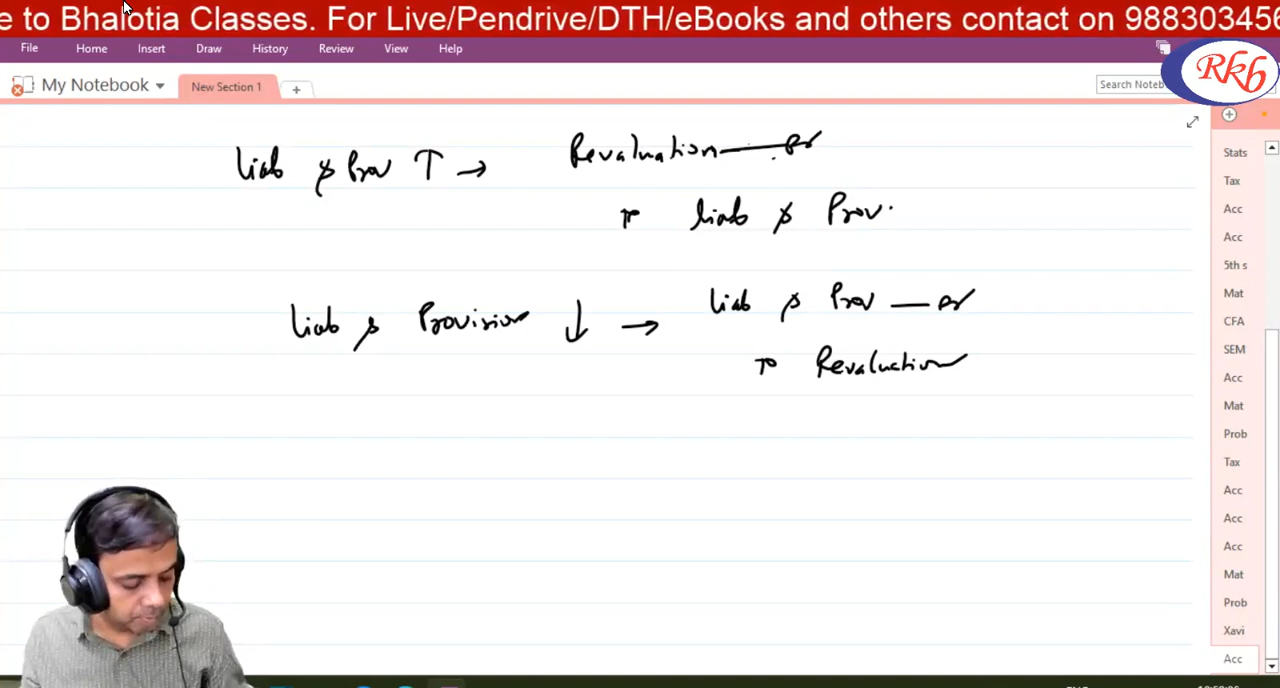 e to Bhalotia Classes. For Live/Pendrive/DTH/eBooks and others contact on 988303456
File Home Insert Draw History Review View Help
Rkb
My Notebook New Section 1 + Search Noteb
Liab & Prov ↑ → Revaluation — Dr
To Liab & Prov.
Liab & Provision ↓ → Liab & Prov — Dr
To Revaluation
Stats
Tax
Acc
Acc
5th s
Mat
CFA
SEM
Acc
Mat
Prob
Tax
Acc
Acc
Acc
Mat
Prob
Xavi
Acc